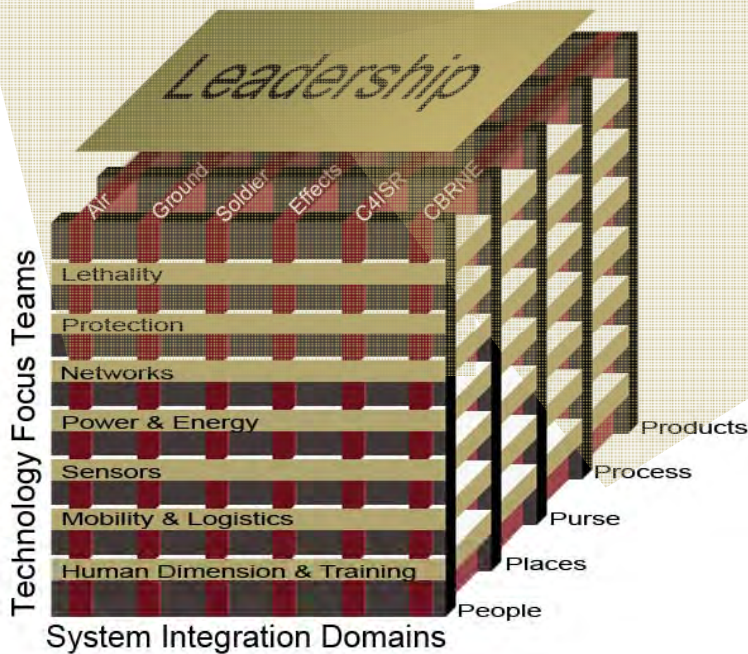 Leadership
Air
Ground
Soldier
Effects
C4ISR
CBRNE
Technology Focus Teams
Lethality
Protection
Networks
Power & Energy
Sensors
Mobility & Logistics
Human Dimension & Training
Products
Process
Purse
Places
People
System Integration Domains